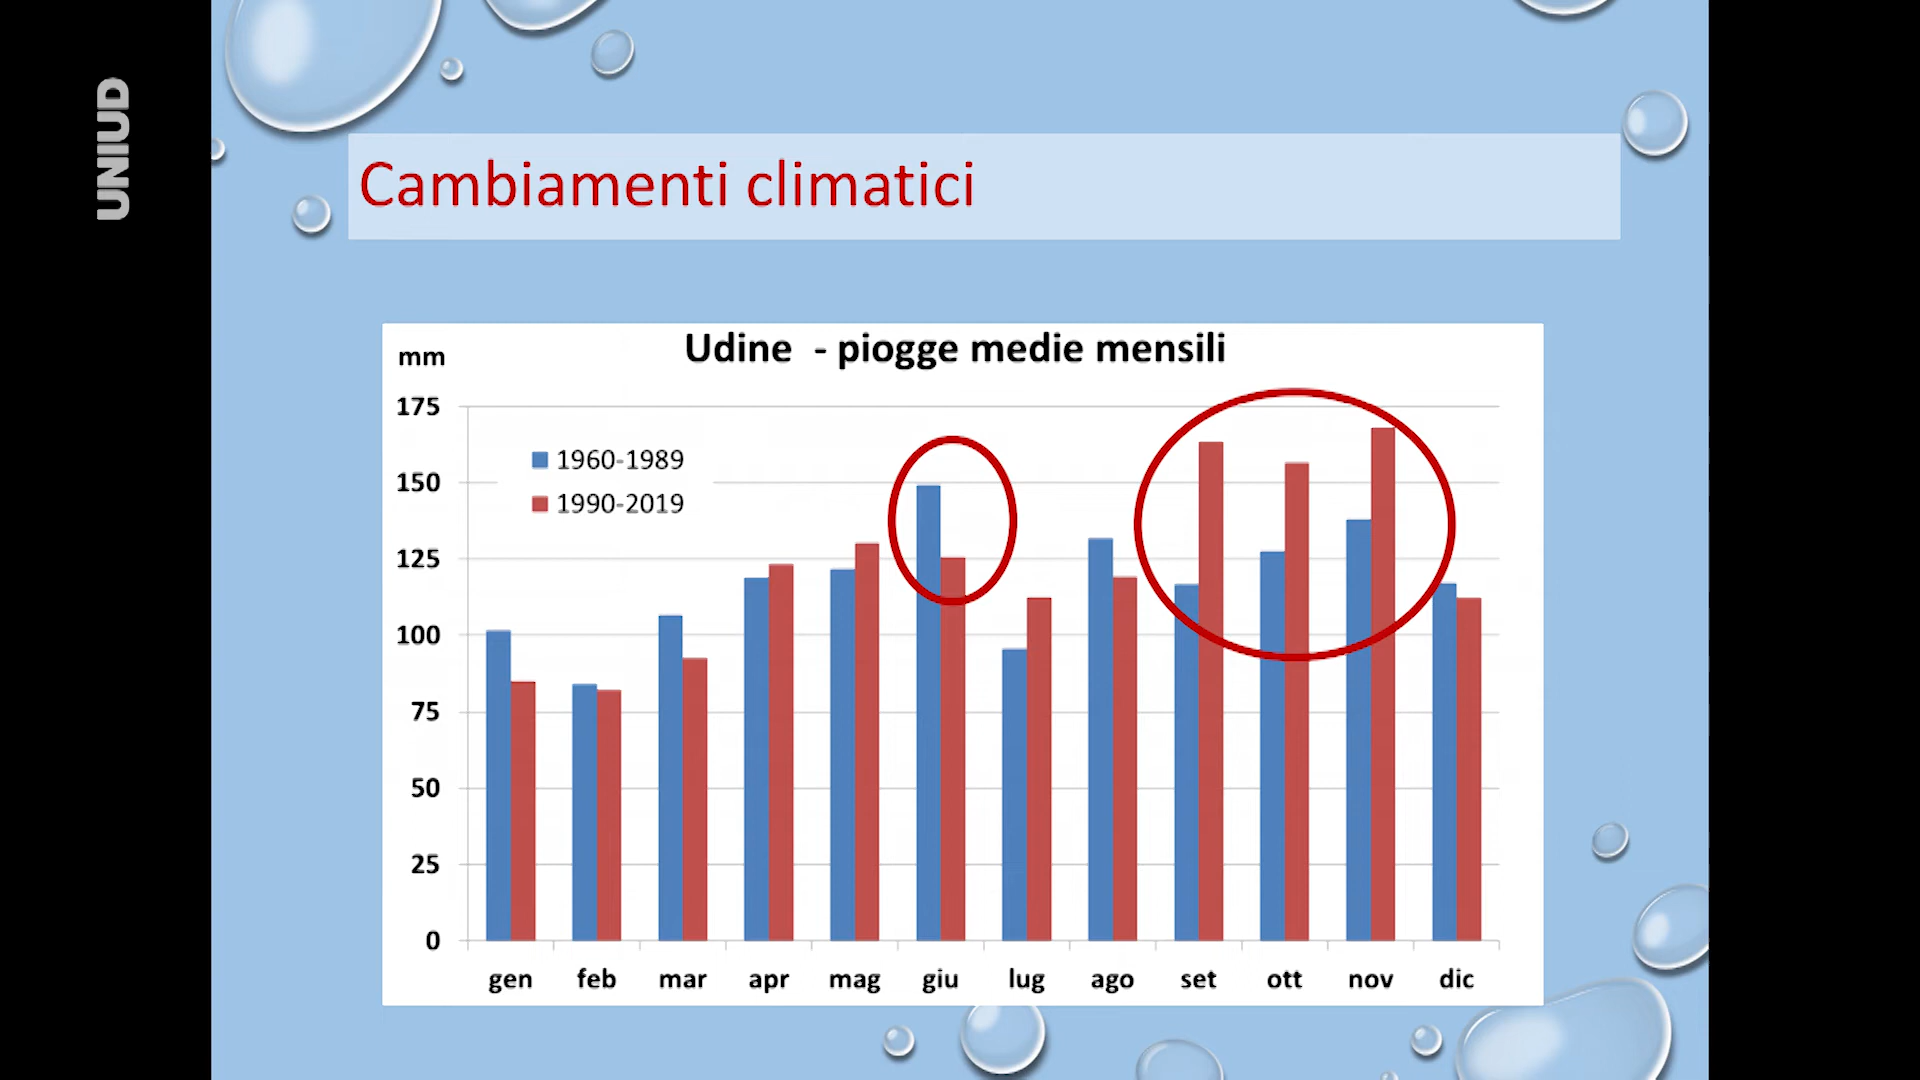 UNIUD
Cambiamenti climatici
Udine - piogge medie mensili
mm
175
150
125
100
75
50
25
0
1960-1989
1990-2019
gen feb mar apr mag giu lug ago set ott nov dic